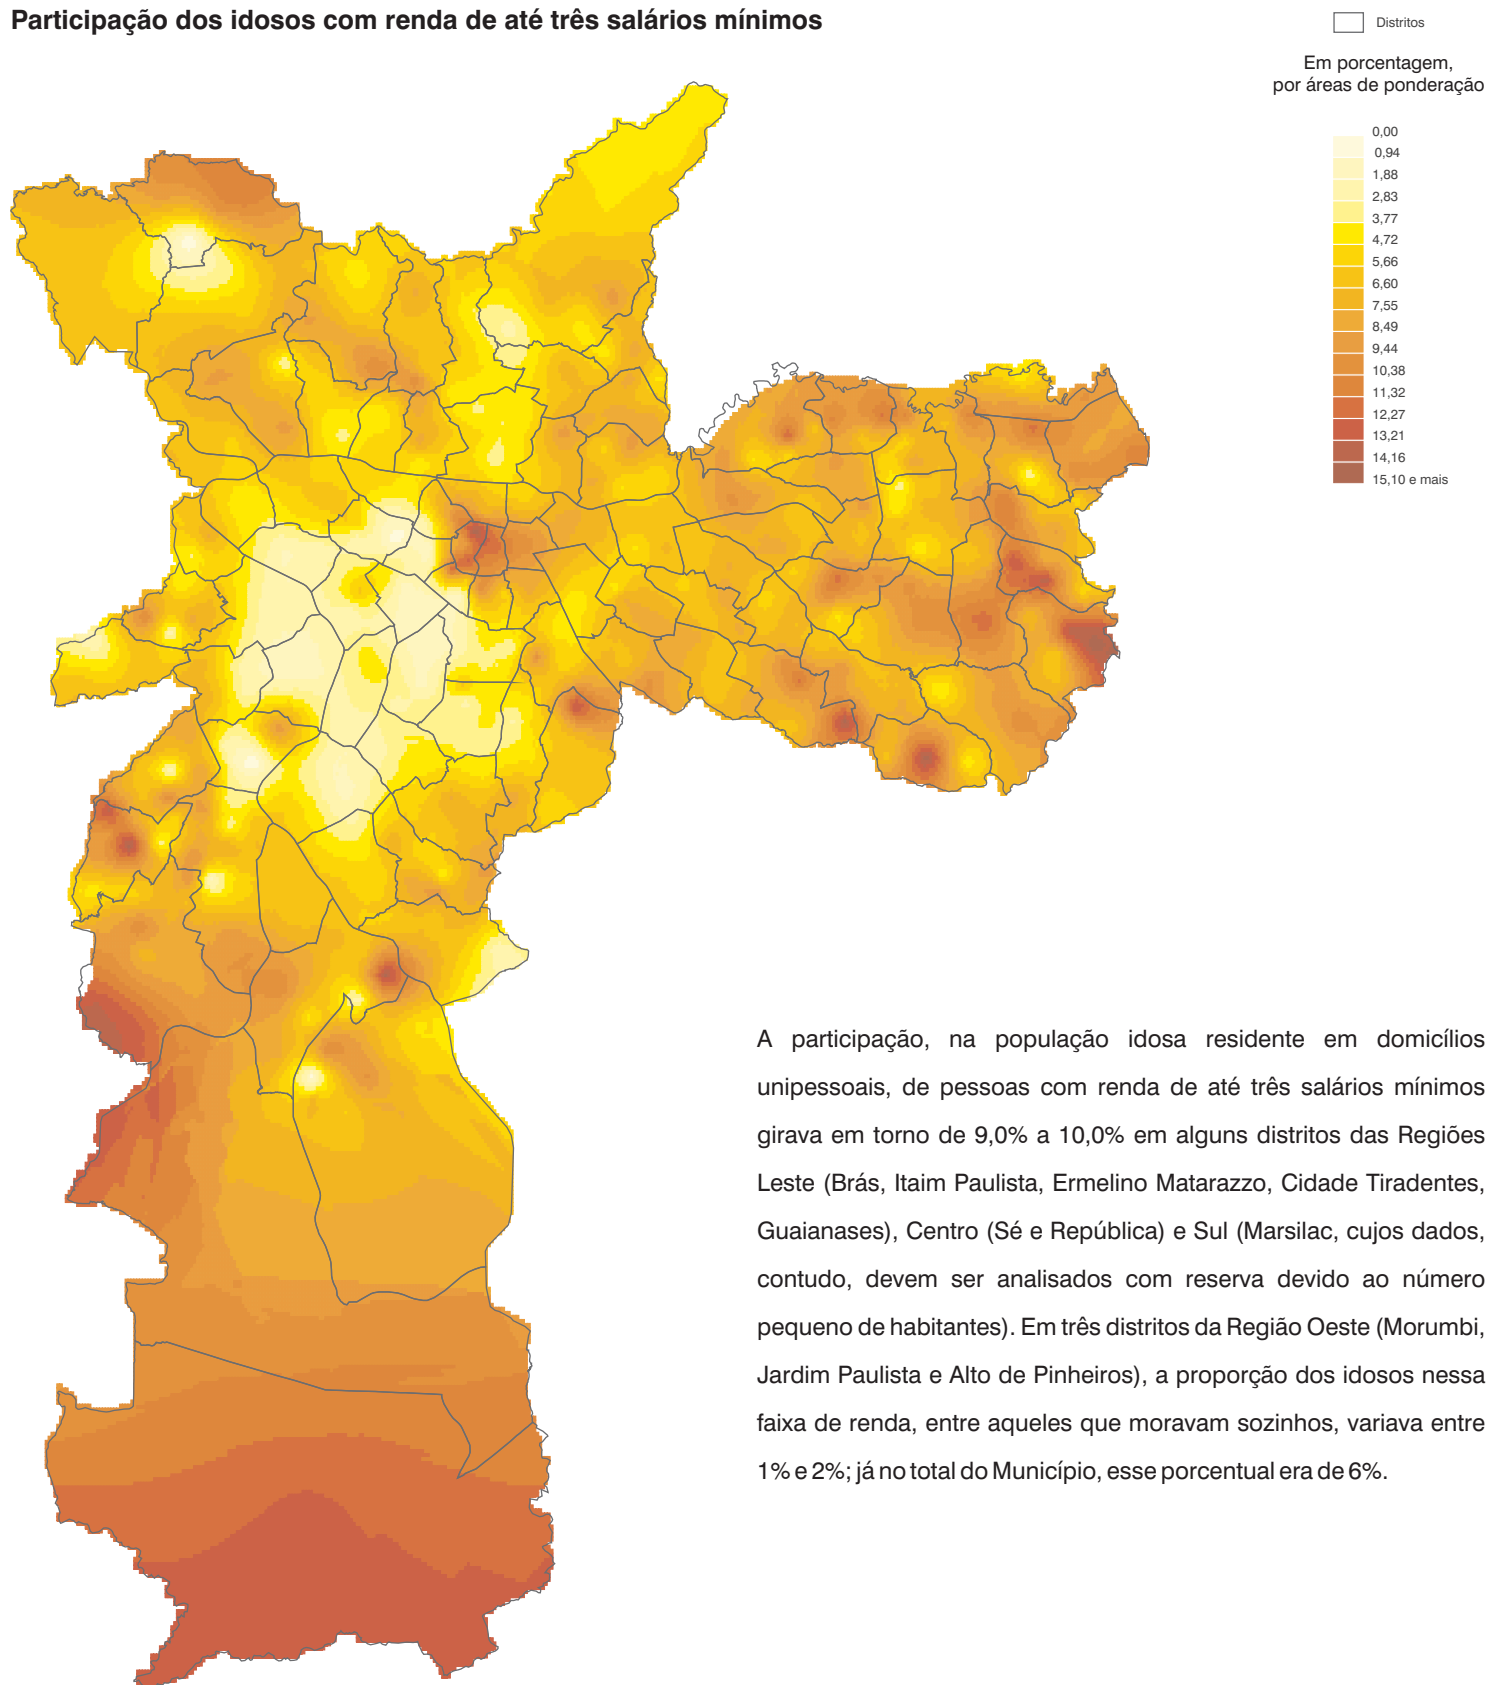 Participação dos idosos com renda de até três salários mínimos
Distritos
Em porcentagem,
por áreas de ponderação
0,00
0,94
1,88
2,83
3,77
4,72
5,66
6,60
7,55
8,49
9,44
10,38
11,32
12,27
13,21
14,16
15,10 e mais
A participação, na população idosa residente em domicílios
unipessoais, de pessoas com renda de até três salários mínimos
girava em torno de 9,0% a 10,0% em alguns distritos das Regiões
Leste (Brás, Itaim Paulista, Ermelino Matarazzo, Cidade Tiradentes,
Guaianases), Centro (Sé e República) e Sul (Marsilac, cujos dados,
contudo, devem ser analisados com reserva devido ao número
pequeno de habitantes). Em três distritos da Região Oeste (Morumbi,
Jardim Paulista e Alto de Pinheiros), a proporção dos idosos nessa
faixa de renda, entre aqueles que moravam sozinhos, variava entre
1% e 2%; já no total do Município, esse porcentual era de 6%.